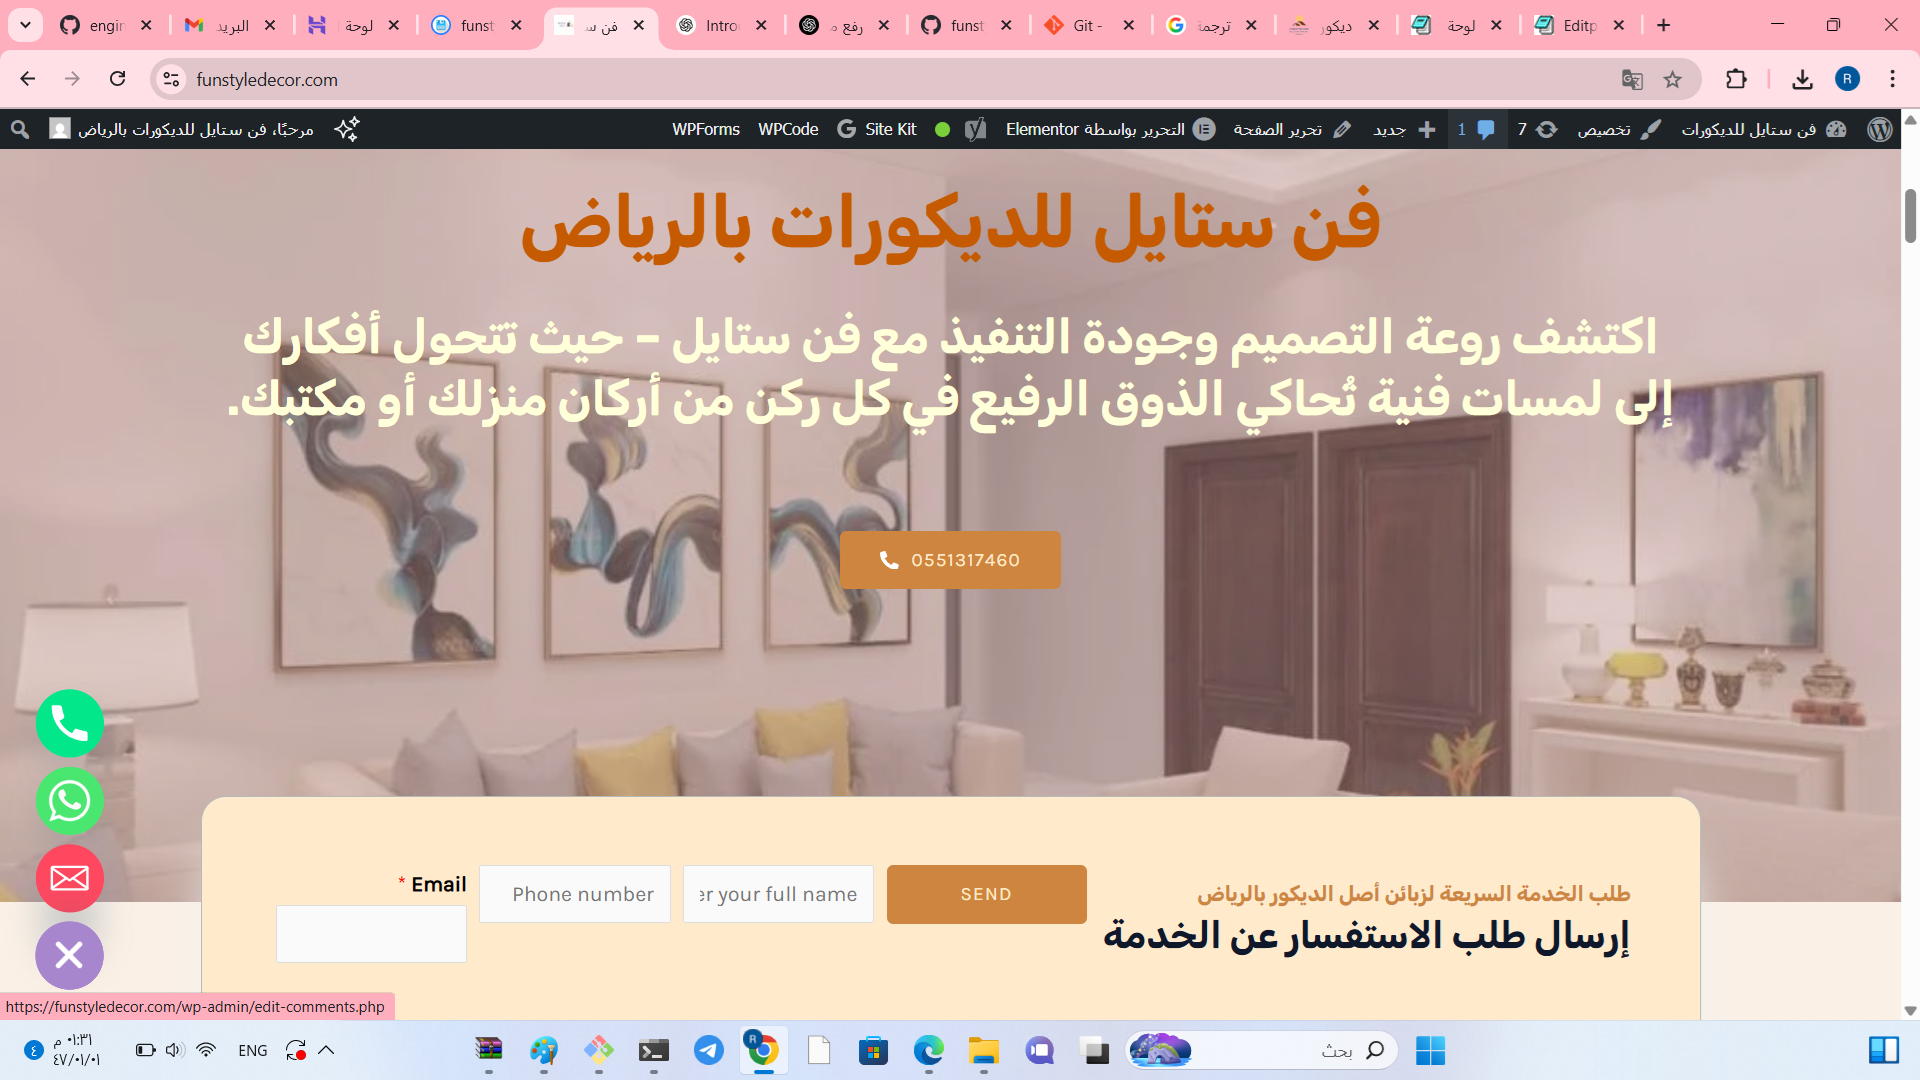 engin
البريد
لوحة
funst
فن س
Intro
رفع م
funst
Git -
ترجمة
ديكور
لوحة
Editp
funstyledecor.com
R
مرحبًا، فن ستايل للديكورات بالرياض
WPForms
WPCode
Site Kit
التحرير بواسطة Elementor
تحرير الصفحة
جديد
1
7
تخصيص
فن ستايل للديكورات
فن ستايل للديكورات بالرياض
اكتشف روعة التصميم وجودة التنفيذ مع فن ستايل – حيث تتحول أفكارك
إلى لمسات فنية تُحاكي الذوق الرفيع في كل ركن من أركان منزلك أو مكتبك.
0551317460
طلب الخدمة السريعة لزبائن أصل الديكور بالرياض
إرسال طلب الاستفسار عن الخدمة
SEND
er your full name
Phone number
Email *
https://funstyledecor.com/wp-admin/edit-comments.php
٠١:٣١ م
٤٧/٠١/٠١
٤
ENG
R
بحث